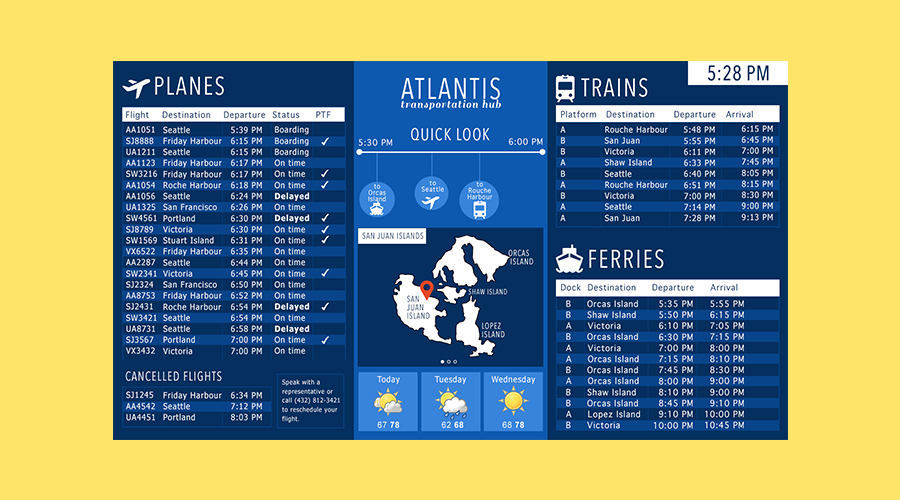 PLANES
Flight Destination Departure Status PTF
AA1051 Seattle 5:39 PM Boarding
SJ8888 Friday Harbour 6:15 PM Boarding ✓
UA1211 Seattle 6:15 PM Boarding
AA1123 Friday Harbour 6:17 PM On time
SW3216 Friday Harbour 6:17 PM On time ✓
AA1054 Roche Harbour 6:18 PM On time ✓
AA1056 Seattle 6:24 PM Delayed
UA1325 San Francisco 6:26 PM On time
SW4561 Portland 6:30 PM Delayed ✓
SJ8789 Victoria 6:30 PM On time ✓
SW1569 Stuart Island 6:31 PM On time ✓
VX6522 Friday Harbour 6:35 PM On time
AA2287 Seattle 6:44 PM On time
SW2341 Victoria 6:45 PM On time ✓
SJ2324 San Francisco 6:50 PM On time
AA8753 Friday Harbour 6:52 PM On time
SJ2431 Roche Harbour 6:54 PM Delayed ✓
SW3421 Seattle 6:54 PM On time
UA8731 Seattle 6:58 PM Delayed
SJ3567 Portland 7:00 PM On time ✓
VX3432 Victoria 7:00 PM On time
CANCELLED FLIGHTS
SJ1245 Friday Harbour 6:34 PM
AA4542 Seattle 7:12 PM
UA4451 Portland 8:03 PM
Speak with a
representative or
call (432) 812-3421
to reschedule your
flight.
ATLANTIS
transportation hub
QUICK LOOK
5:30 PM 6:00 PM
to
Orcas
Island
to
Seattle
to
Rouche
Harbour
SAN JUAN ISLANDS
ORCAS
ISLAND
SHAW ISLAND
SAN
JUAN
ISLAND
LOPEZ
ISLAND
Today Tuesday Wednesday
67 78 62 68 68 78
5:28 PM
TRAINS
Platform Destination Departure Arrival
A Rouche Harbour 5:48 PM 6:15 PM
B San Juan 5:55 PM 6:45 PM
B Victoria 6:11 PM 7:00 PM
A Shaw Island 6:33 PM 7:45 PM
B Seattle 6:40 PM 8:05 PM
A Rouche Harbour 6:51 PM 8:15 PM
B Victoria 7:00 PM 8:30 PM
A Seattle 7:14 PM 9:00 PM
A San Juan 7:28 PM 9:13 PM
FERRIES
Dock Destination Departure Arrival
B Orcas Island 5:35 PM 5:55 PM
B Shaw Island 5:50 PM 6:15 PM
A Victoria 6:10 PM 7:05 PM
B Orcas Island 6:30 PM 7:15 PM
A Victoria 7:00 PM 8:00 PM
A Orcas Island 7:15 PM 8:10 PM
B Orcas Island 7:45 PM 8:30 PM
A Orcas Island 8:00 PM 9:00 PM
B Shaw Island 8:10 PM 9:00 PM
B Orcas Island 8:45 PM 9:10 PM
A Lopez Island 9:10 PM 10:00 PM
B Victoria 10:00 PM 10:45 PM